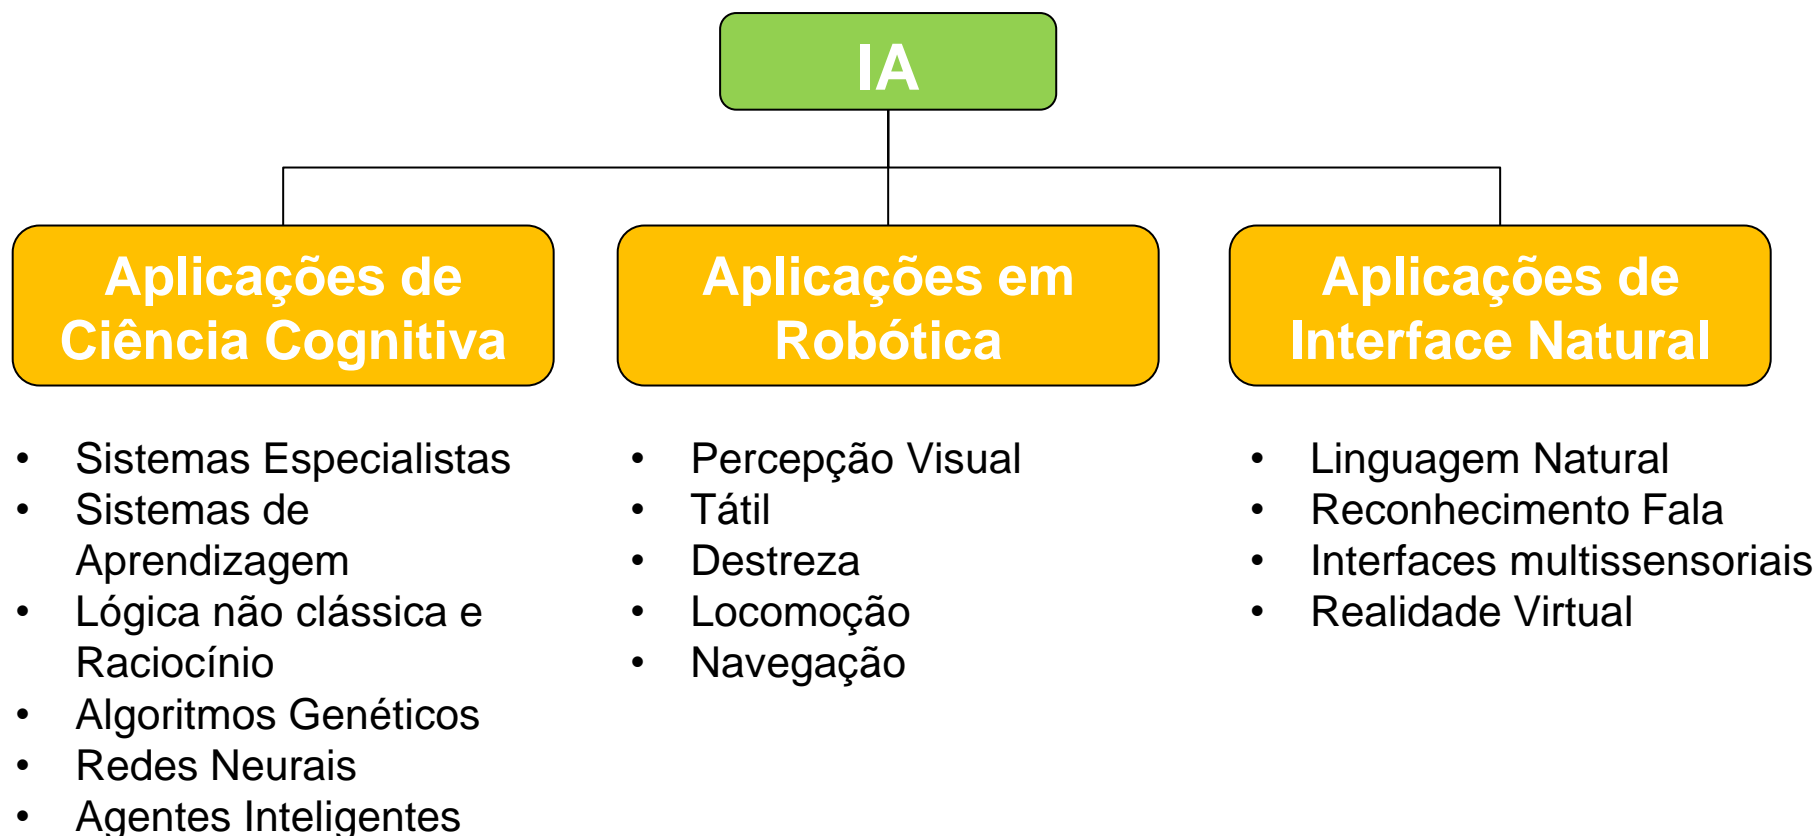 IA
Aplicações de
Ciência Cognitiva
Aplicações em
Robótica
Aplicações de
Interface Natural
• Sistemas Especialistas
• Sistemas de
Aprendizagem
• Lógica não clássica e
Raciocínio
• Algoritmos Genéticos
• Redes Neurais
• Agentes Inteligentes
• Percepção Visual
• Tátil
• Destreza
• Locomoção
• Navegação
• Linguagem Natural
• Reconhecimento Fala
• Interfaces multissensoriais
• Realidade Virtual